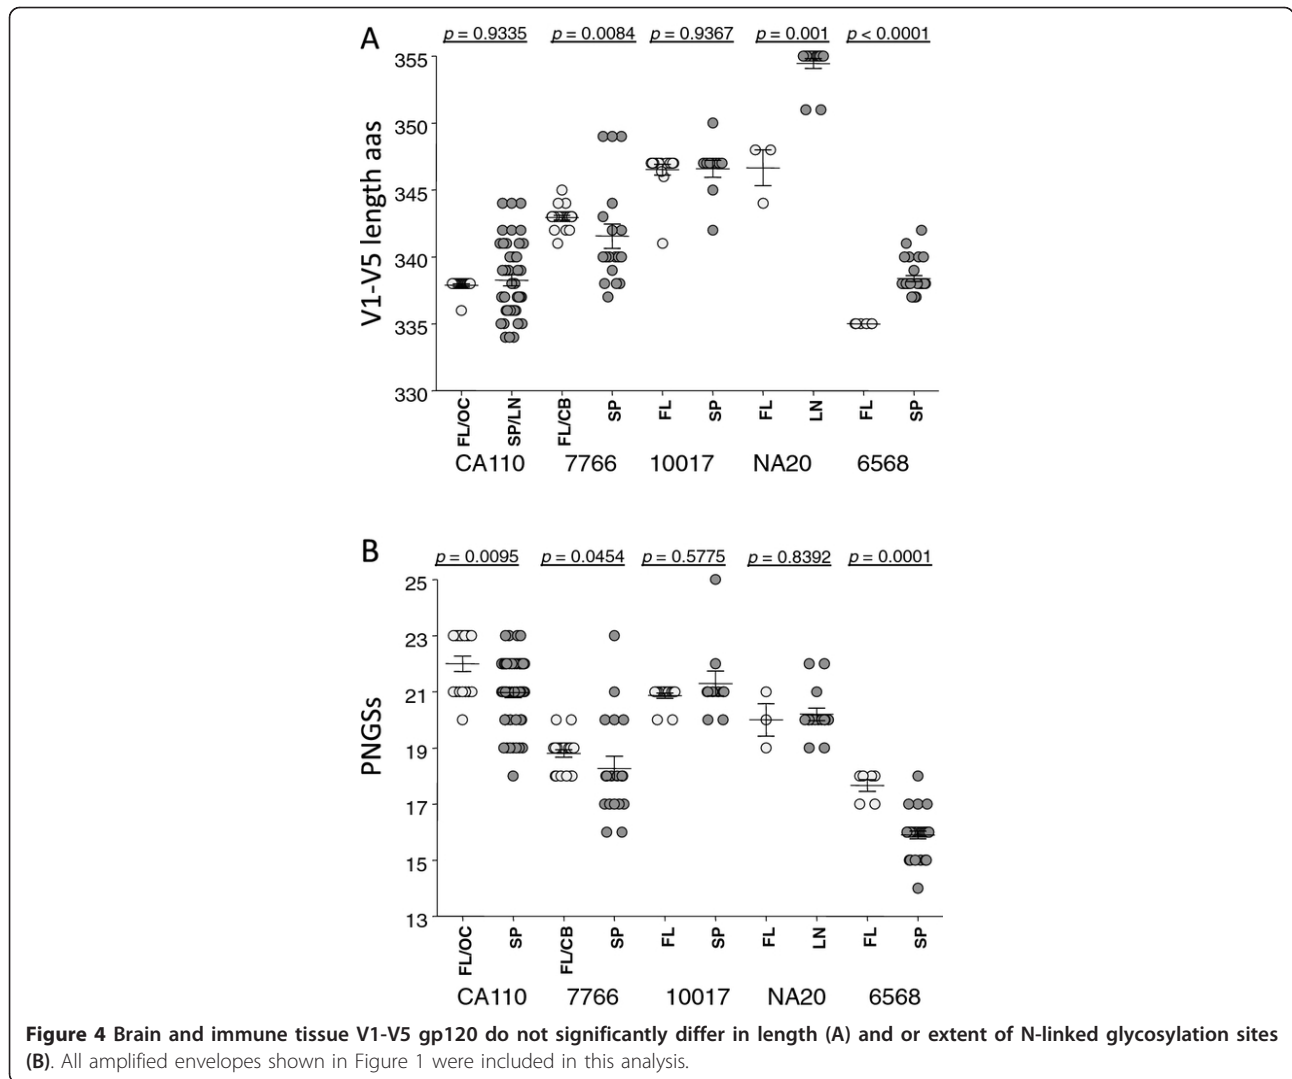 A
p = 0.9335 p = 0.0084 p = 0.9367 p = 0.001 p < 0.0001
V1-V5 length aas
355
350
345
340
335
330
FL/OC SP/LN FL/CB SP FL SP FL LN FL SP
CA110 7766 10017 NA20 6568
B
p = 0.0095 p = 0.0454 p = 0.5775 p = 0.8392 p = 0.0001
PNGSs
25
23
21
19
17
15
13
FL/OC SP FL/CB SP FL SP FL LN FL SP
CA110 7766 10017 NA20 6568
Figure 4 Brain and immune tissue V1-V5 gp120 do not significantly differ in length (A) and or extent of N-linked glycosylation sites
(B). All amplified envelopes shown in Figure 1 were included in this analysis.